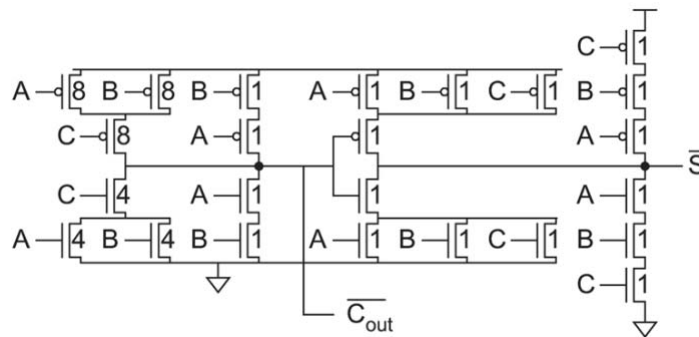 C 1
A 8 B 8 B 1 A 1 B 1 C 1 B 1
C 8 A 1 1 A 1
S̅
C 4 A 1 1 A 1
A 4 B 4 B 1 A 1 B 1 C 1 B 1
C 1
C̅o̅u̅t̅